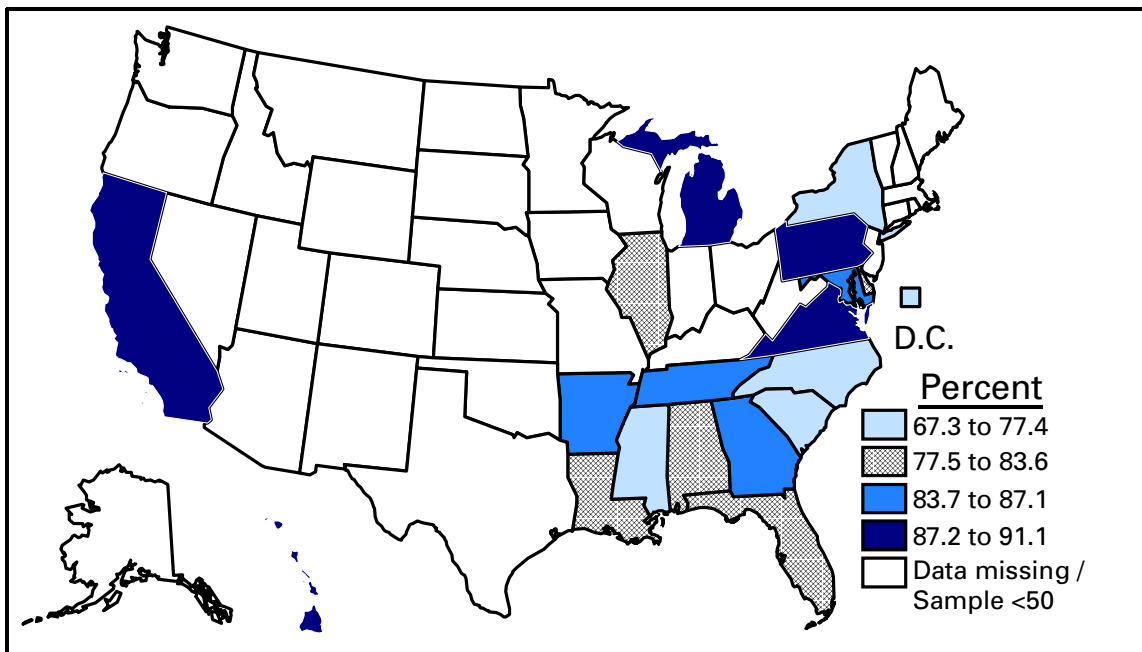 D.C.
Percent
67.3 to 77.4
77.5 to 83.6
83.7 to 87.1
87.2 to 91.1
Data missing /
Sample <50